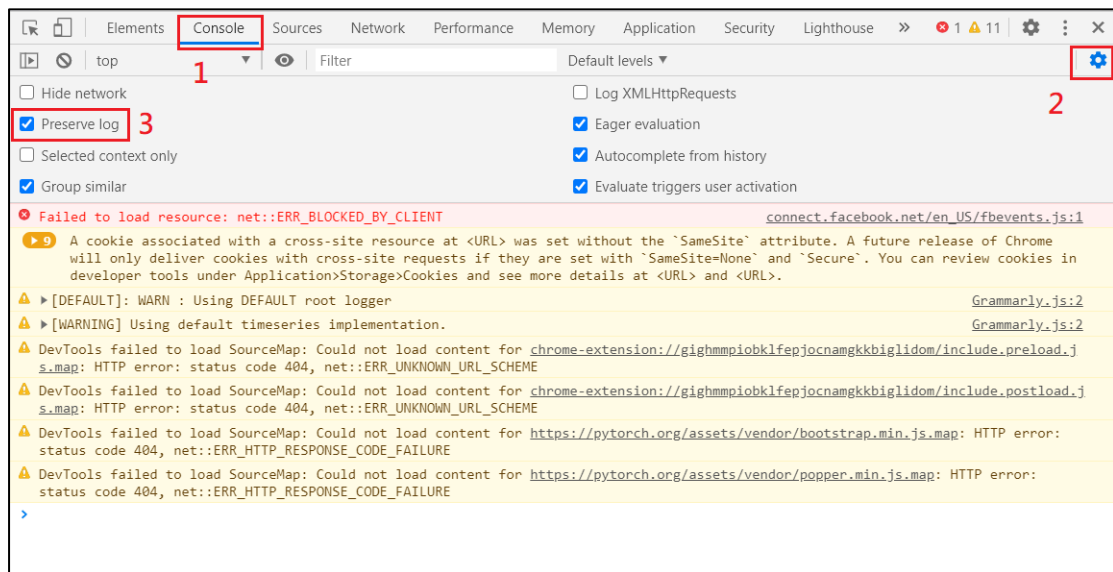 Elements Console Sources Network Performance Memory Application Security Lighthouse » 1 11
1
top Filter Default levels ▼
2
Hide network Log XMLHttpRequests
Preserve log 3 Eager evaluation
Selected context only Autocomplete from history
Group similar Evaluate triggers user activation
Failed to load resource: net::ERR_BLOCKED_BY_CLIENT connect.facebook.net/en_US/fbevents.js:1
9 A cookie associated with a cross-site resource at <URL> was set without the `SameSite` attribute. A future release of Chrome
will only deliver cookies with cross-site requests if they are set with `SameSite=None` and `Secure`. You can review cookies in
developer tools under Application>Storage>Cookies and see more details at <URL> and <URL>.
[DEFAULT]: WARN : Using DEFAULT root logger Grammarly.js:2
[WARNING] Using default timeseries implementation. Grammarly.js:2
DevTools failed to load SourceMap: Could not load content for chrome-extension://gighmmpiobklfepjocnamgkkbiglidom/include.preload.j
s.map: HTTP error: status code 404, net::ERR_UNKNOWN_URL_SCHEME
DevTools failed to load SourceMap: Could not load content for chrome-extension://gighmmpiobklfepjocnamgkkbiglidom/include.postload.j
s.map: HTTP error: status code 404, net::ERR_UNKNOWN_URL_SCHEME
DevTools failed to load SourceMap: Could not load content for https://pytorch.org/assets/vendor/bootstrap.min.js.map: HTTP error:
status code 404, net::ERR_HTTP_RESPONSE_CODE_FAILURE
DevTools failed to load SourceMap: Could not load content for https://pytorch.org/assets/vendor/popper.min.js.map: HTTP error:
status code 404, net::ERR_HTTP_RESPONSE_CODE_FAILURE